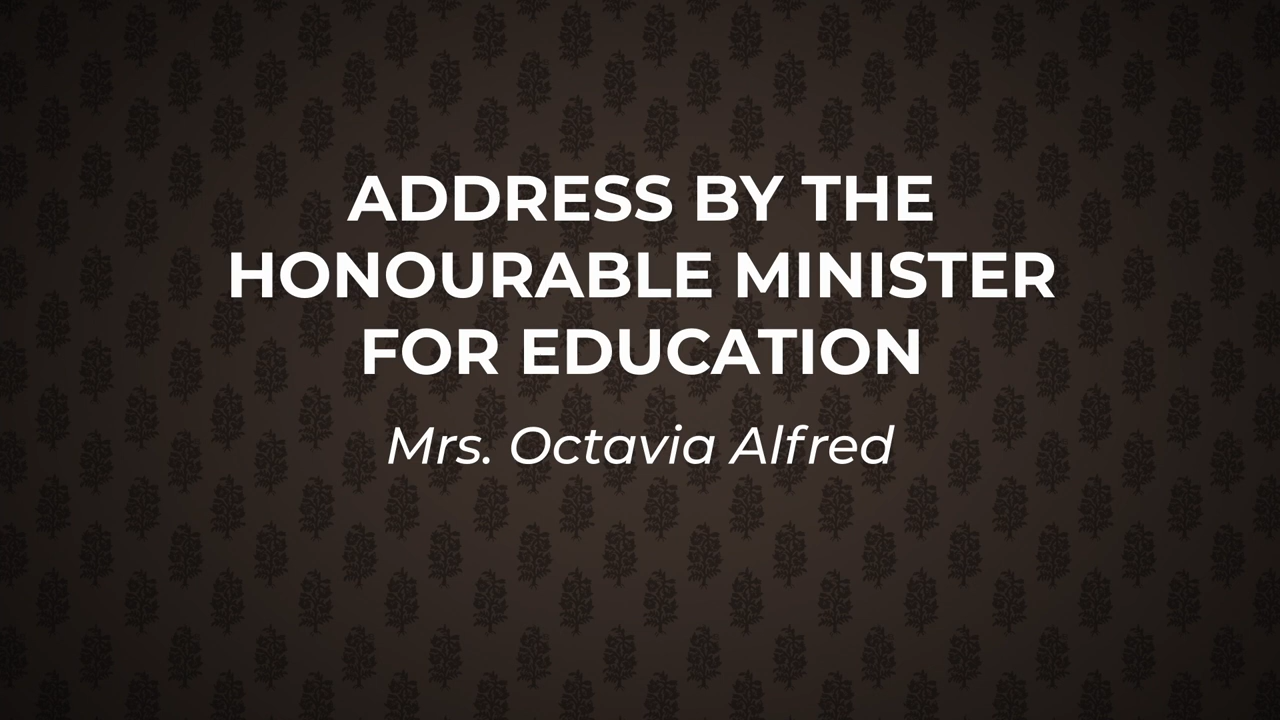 ADDRESS BY THE
HONOURABLE MINISTER
FOR EDUCATION
Mrs. Octavia Alfred